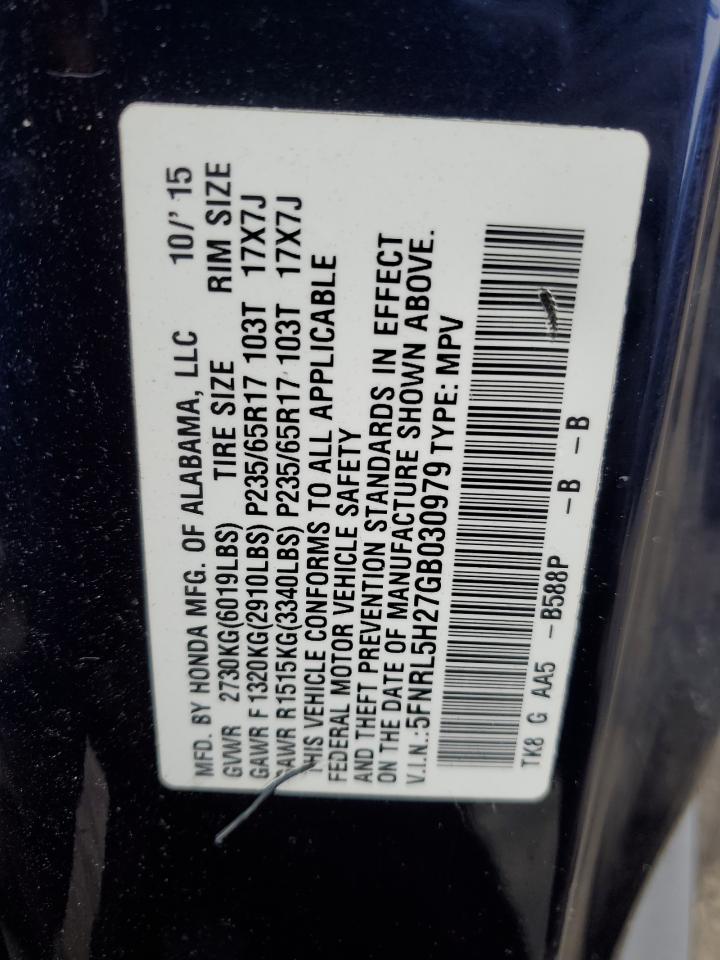 MFD. BY HONDA MFG. OF ALABAMA, LLC 10/' 15
GVWR 2730KG(6019LBS) TIRE SIZE RIM SIZE
GAWR F1320KG(2910LBS) P235/65R17 103T 17X7J
GAWR R1515KG(3340LBS) P235/65R17 103T 17X7J
THIS VEHICLE CONFORMS TO ALL APPLICABLE
FEDERAL MOTOR VEHICLE SAFETY
AND THEFT PREVENTION STANDARDS IN EFFECT
ON THE DATE OF MANUFACTURE SHOWN ABOVE.
V.I.N.:5FNRL5H27GB030979 TYPE: MPV
TK8 G AA5 -B588P -B -B